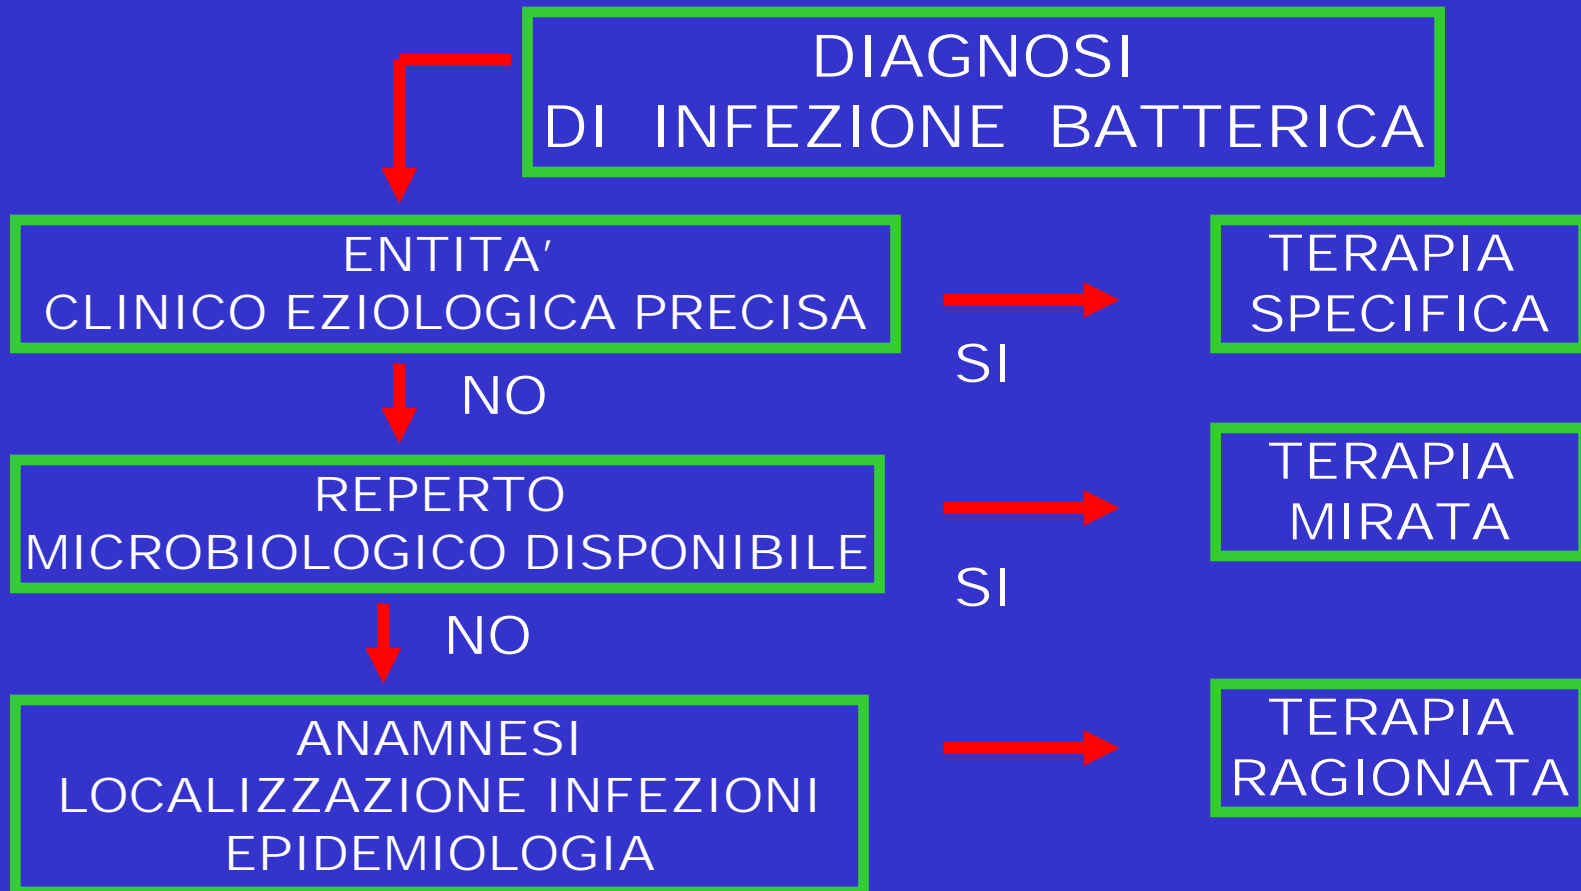 DIAGNOSI
DI INFEZIONE BATTERICA
ENTITA'
CLINICO EZIOLOGICA PRECISA
TERAPIA
SPECIFICA
SI
NO
REPERTO
MICROBIOLOGICO DISPONIBILE
TERAPIA
MIRATA
SI
NO
ANAMNESI
LOCALIZZAZIONE INFEZIONI
EPIDEMIOLOGIA
TERAPIA
RAGIONATA